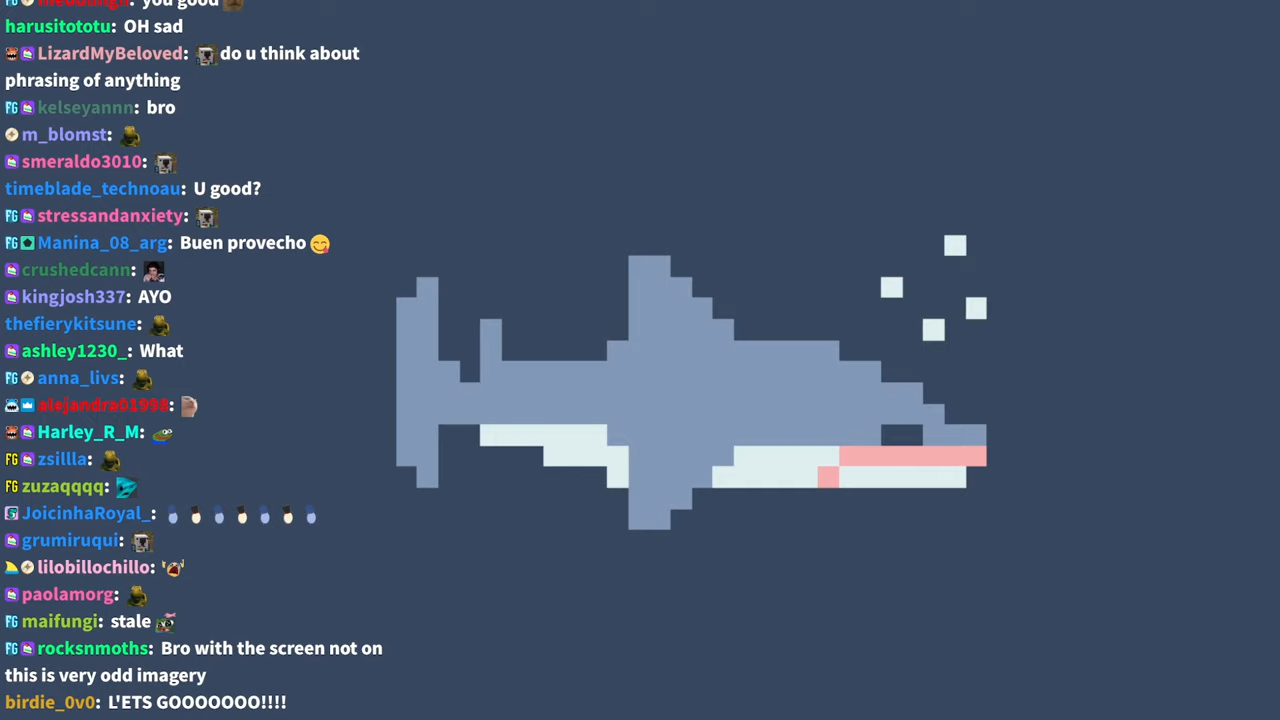 you good
harusitototu: OH sad
LizardMyBeloved: do u think about
phrasing of anything
kelseyannn: bro
m_blomst:
smeraldo3010:
timeblade_technoau: U good?
stressandanxiety:
Manina_08_arg: Buen provecho 😋
crushedcann:
kingjosh337: AYO
thefierykitsune:
ashley1230_: What
anna_livs:
alejandra01998:
Harley_R_M:
zsillla:
zuzaqqqq:
JoicinhaRoyal_:
grumiruqui:
lilobillochillo:
paolamorg:
maifungi: stale
rocksnmoths: Bro with the screen not on
this is very odd imagery
birdie_0v0: L'ETS GOOOOOOO!!!!